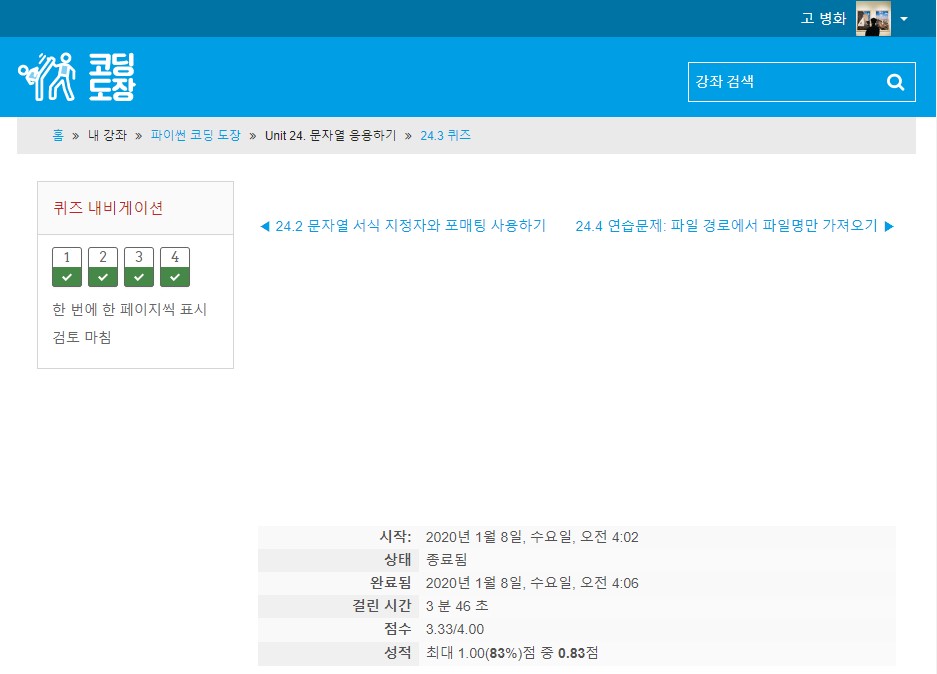 고 병화
코딩
도장
강좌 검색
홈 » 내 강좌 » 파이썬 코딩 도장 » Unit 24. 문자열 응용하기 » 24.3 퀴즈
퀴즈 내비게이션
1 2 3 4
한 번에 한 페이지씩 표시
검토 마침
◀ 24.2 문자열 서식 지정자와 포매팅 사용하기
24.4 연습문제: 파일 경로에서 파일명만 가져오기 ▶
시작: 2020년 1월 8일, 수요일, 오전 4:02
상태 종료됨
완료됨 2020년 1월 8일, 수요일, 오전 4:06
걸린 시간 3 분 46 초
점수 3.33/4.00
성적 최대 1.00(83%)점 중 0.83점